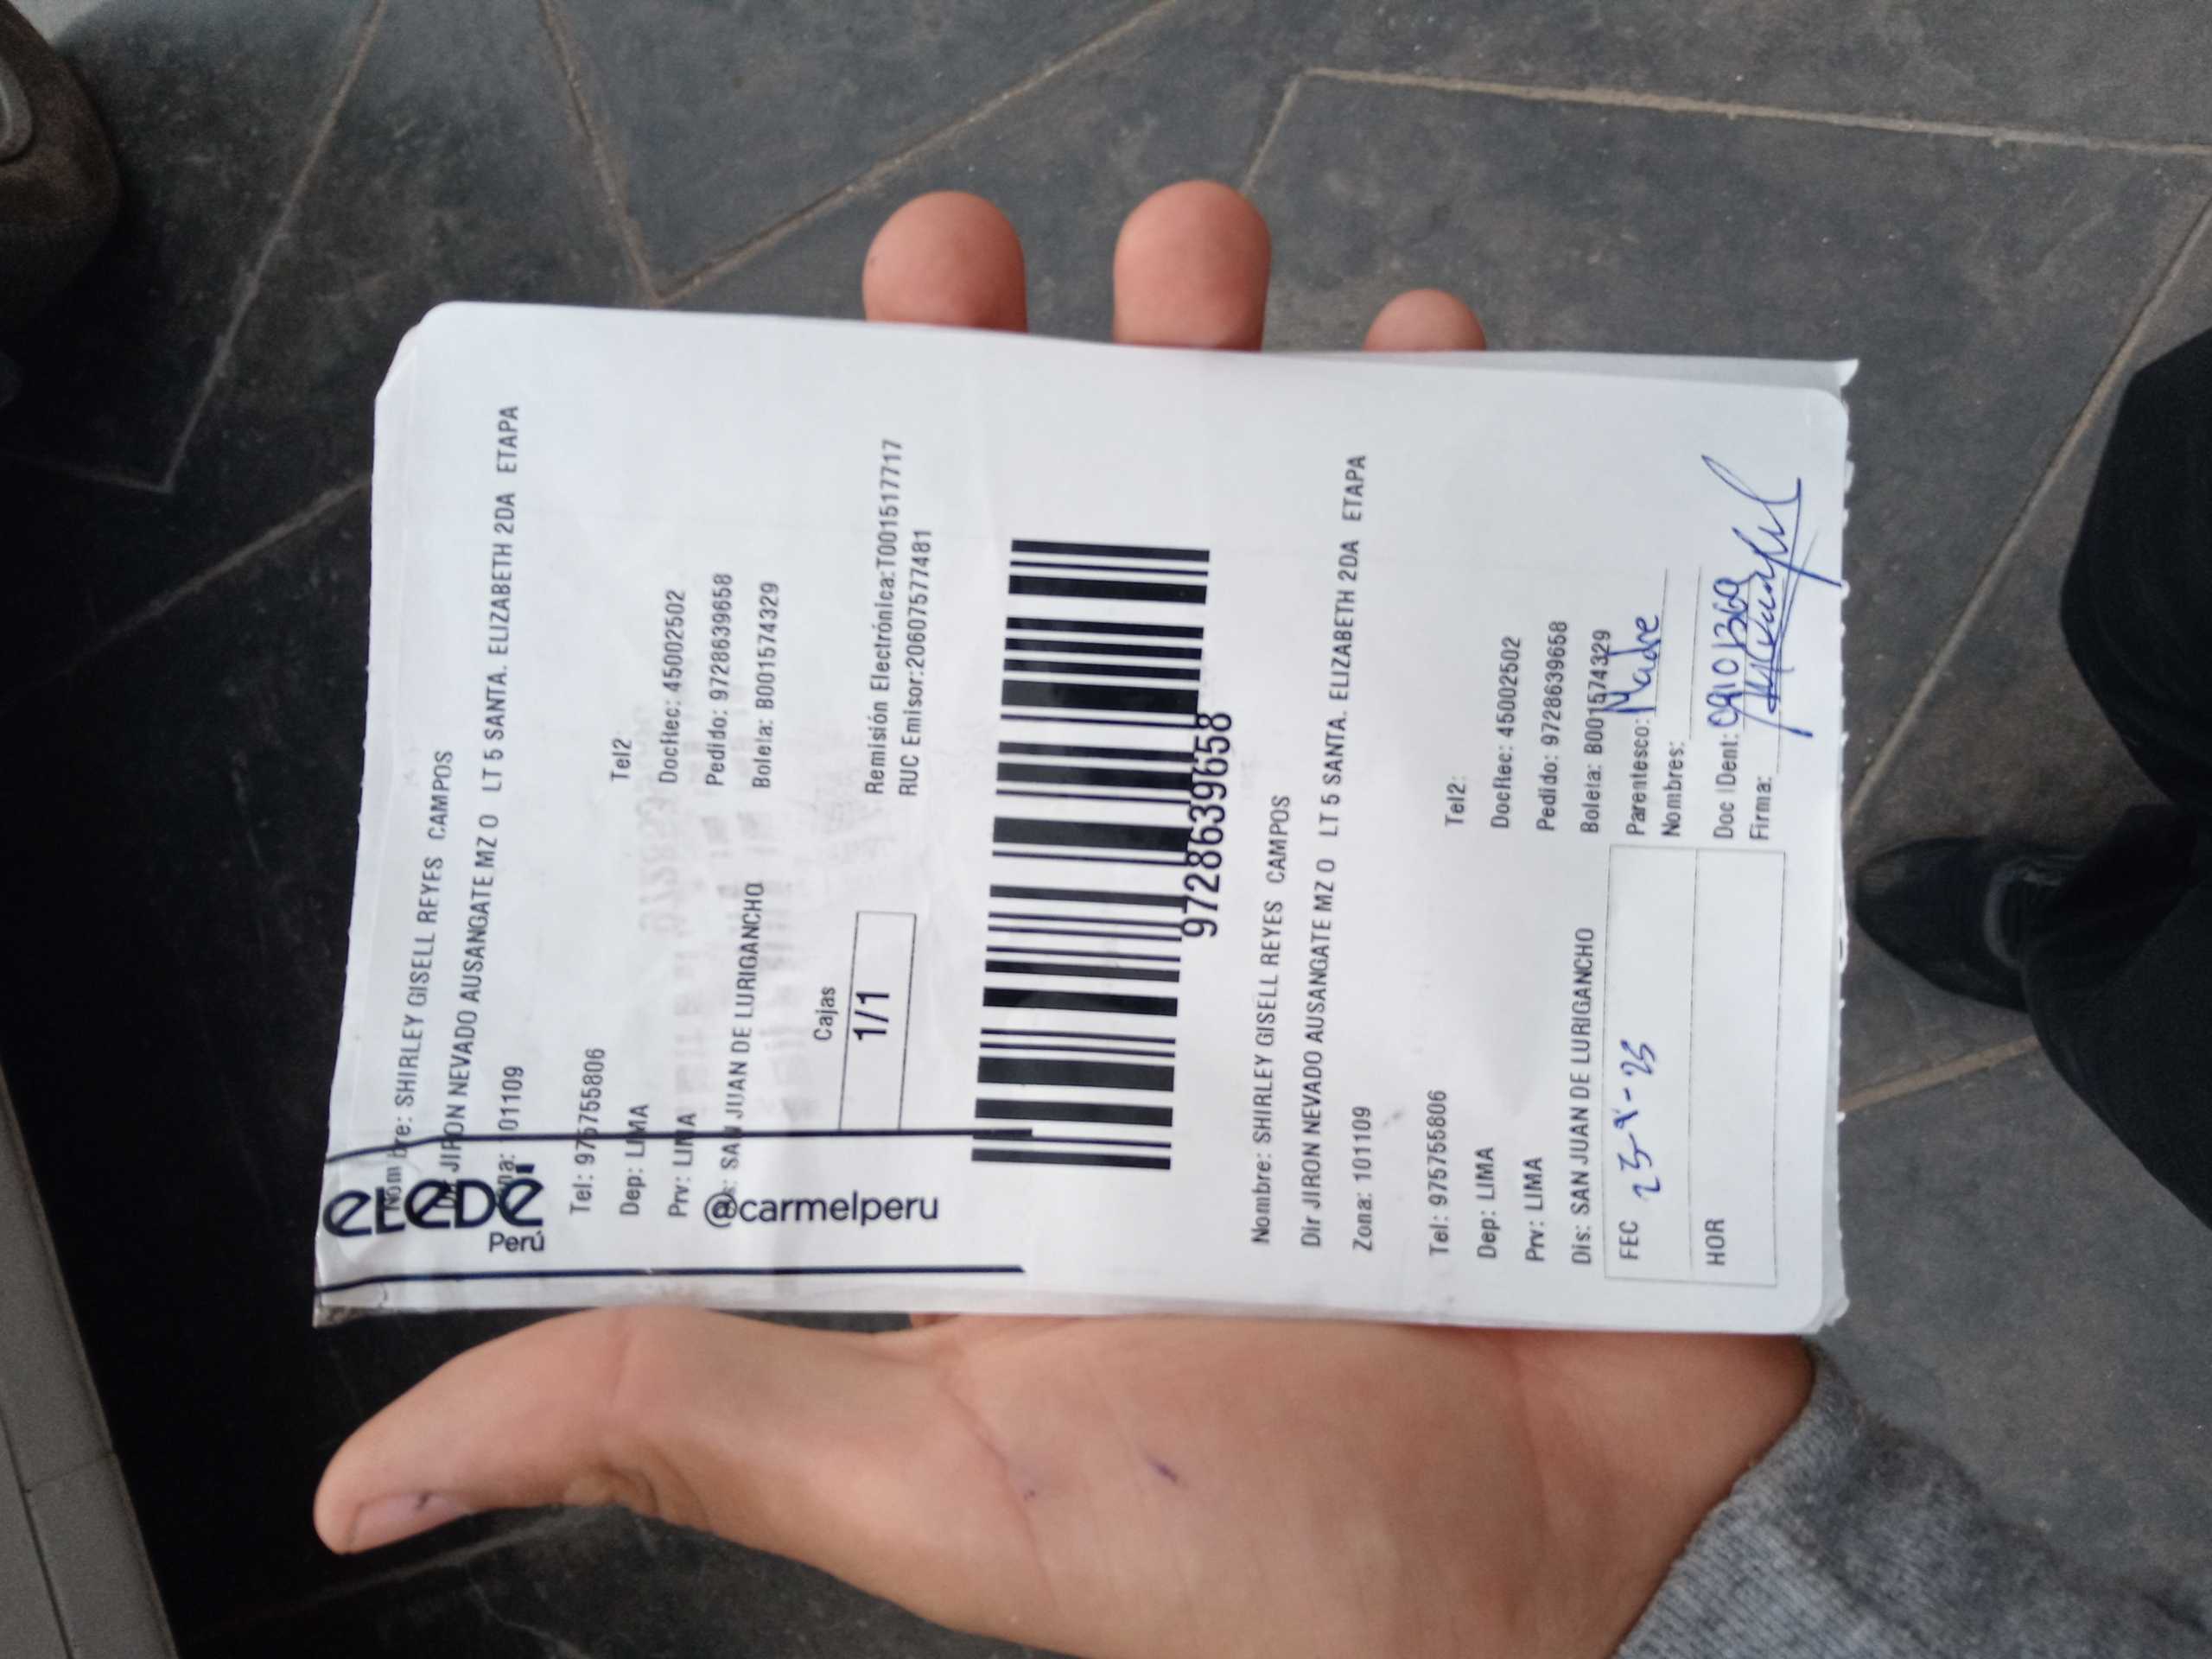 Nombre: SHIRLEY GISELL REYES CAMPOS
JIRON NEVADO AUSANGATE MZ O LT 5 SANTA. ELIZABETH 2DA ETAPA
101109
Tel: 975755806 Tel2
Dep: LIMA Docrec: 45002502
Prv: LIMA Pedido: 9728639658
SAN JUAN DE LURIGANCHO Boleta: B001574329
Cajas
1/1
Remisión Electrónica:T001517717
RUC Emisor:20607577481
eLeDe
Perú
@carmelperu
9728639658
Nombre: SHIRLEY GISELL REYES CAMPOS
Dir JIRON NEVADO AUSANGATE MZ O LT 5 SANTA. ELIZABETH 2DA ETAPA
Zona: 101109
Tel: 975755806 Tel2:
Dep: LIMA Docrec: 45002502
Prv: LIMA Pedido: 9728639658
Dis: SAN JUAN DE LURIGANCHO Boleta: B001574329
FEC Parentesco: Madre
Nombres:
HOR Doc IDent: 09101369
Firma: